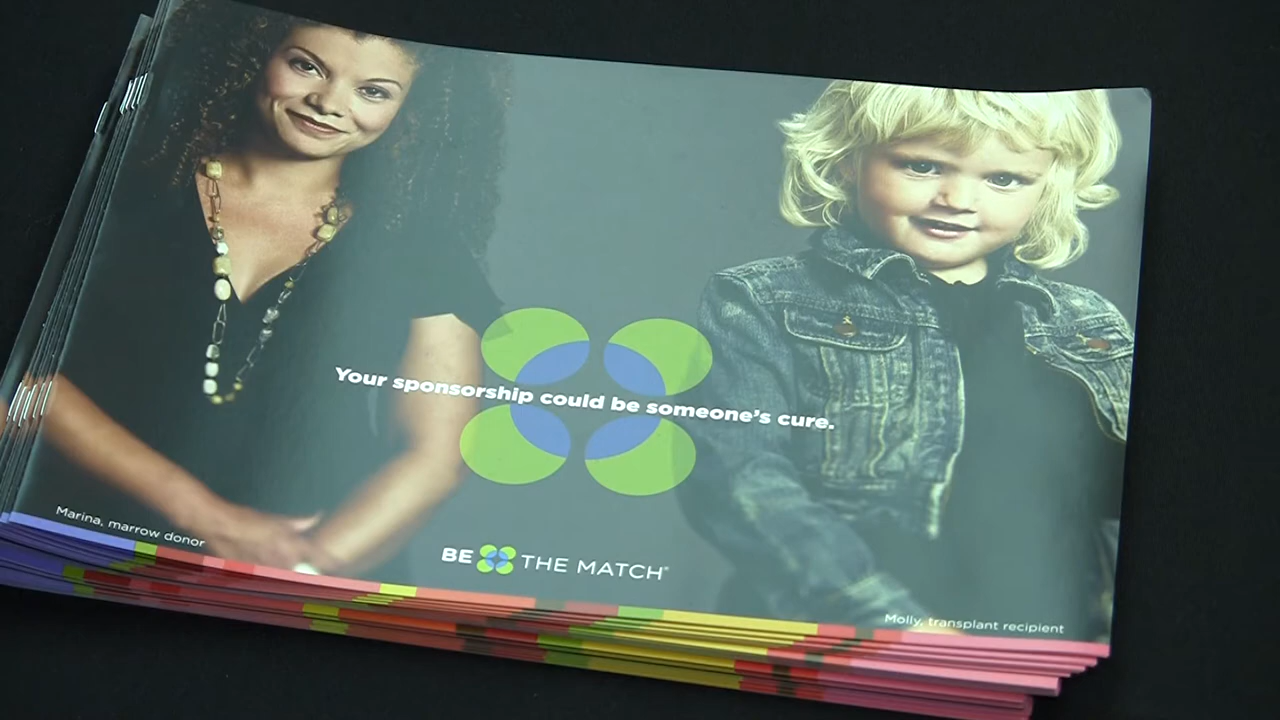 Your sponsorship could be someone's cure.
Marina, marrow donor
BE THE MATCH®
Molly, transplant recipient